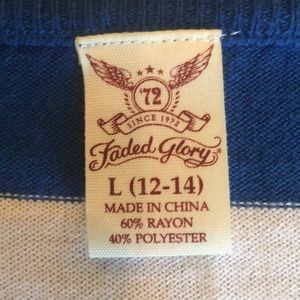 '72
SINCE 1972
Faded Glory®
L (12-14)
MADE IN CHINA
60% RAYON
40% POLYESTER